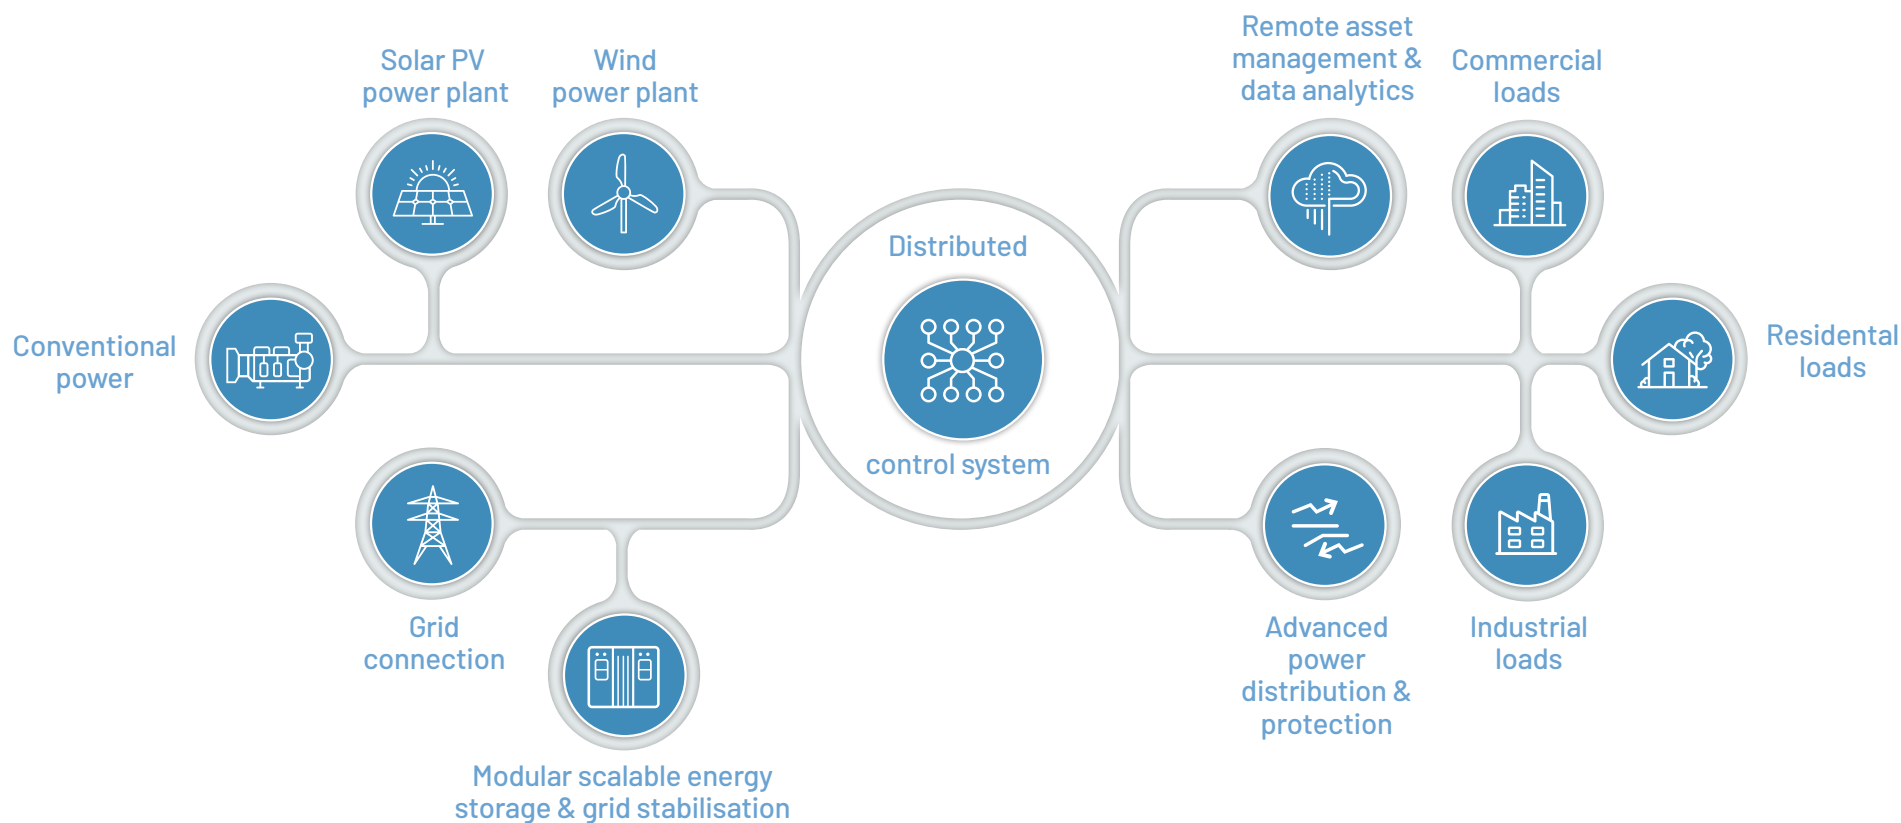 Remote asset
management &
data analytics
Solar PV
power plant
Wind
power plant
Commercial
loads
Distributed
control system
Conventional
power
Residental
loads
Grid
connection
Advanced
power
distribution &
protection
Industrial
loads
Modular scalable energy
storage & grid stabilisation